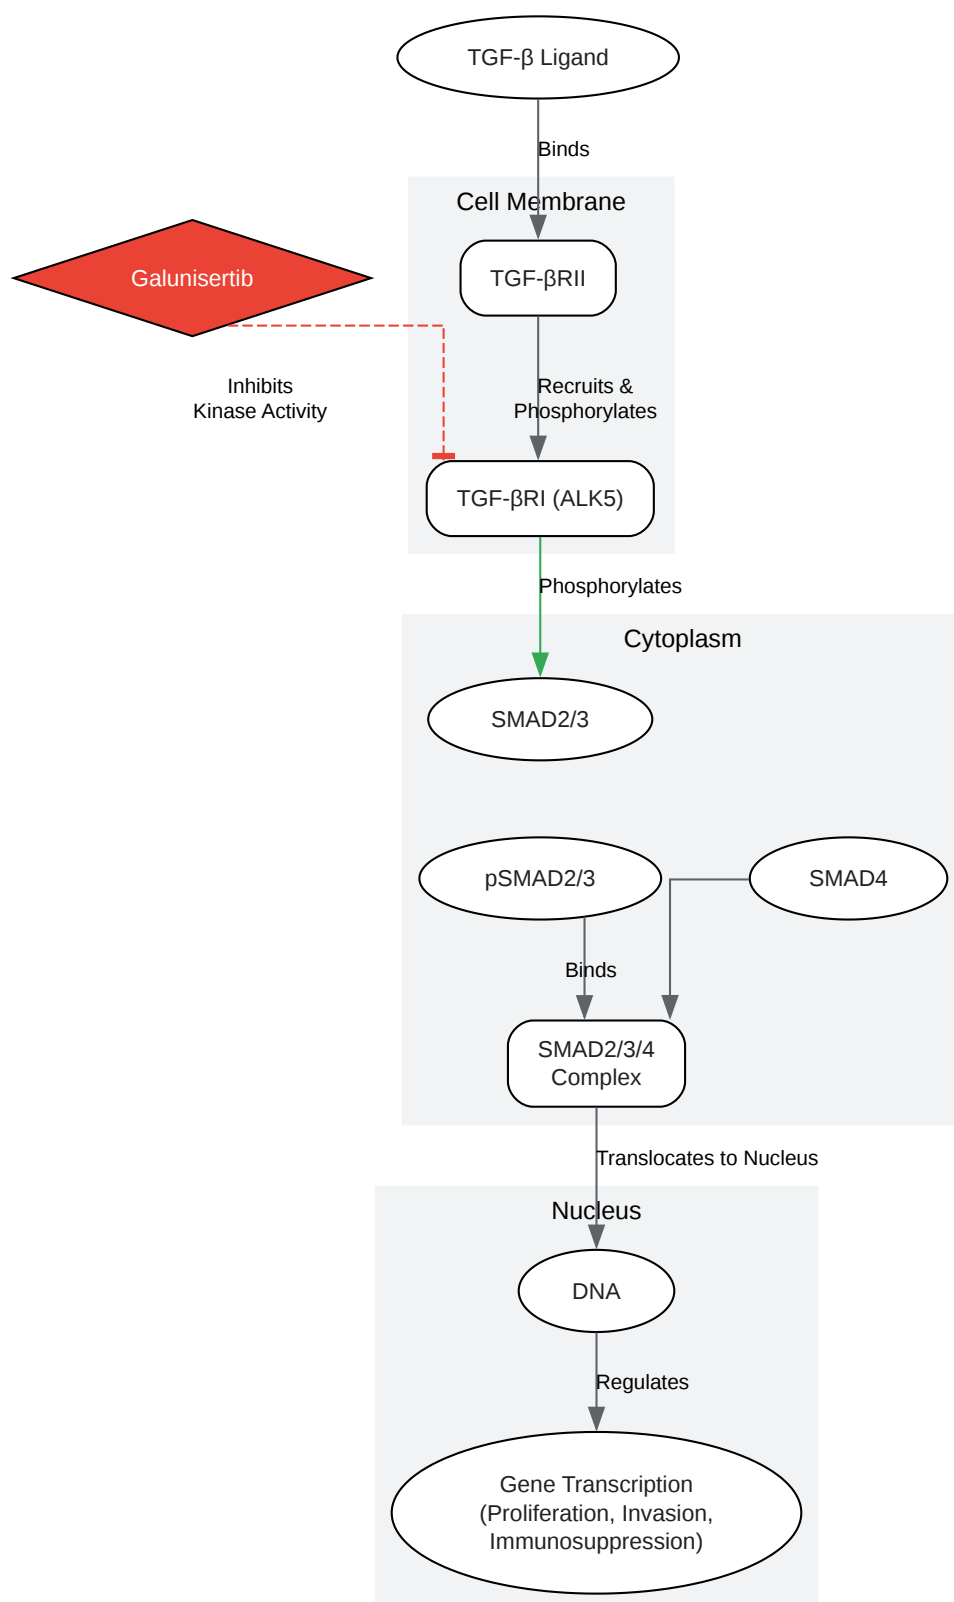 TGF-β Ligand
Binds
Cell Membrane
Galunisertib
TGF-βRII
Inhibits
Kinase Activity
Recruits &
Phosphorylates
TGF-βRI (ALK5)
Phosphorylates
Cytoplasm
SMAD2/3
pSMAD2/3
SMAD4
Binds
SMAD2/3/4
Complex
Translocates to Nucleus
Nucleus
DNA
Regulates
Gene Transcription
(Proliferation, Invasion,
Immunosuppression)